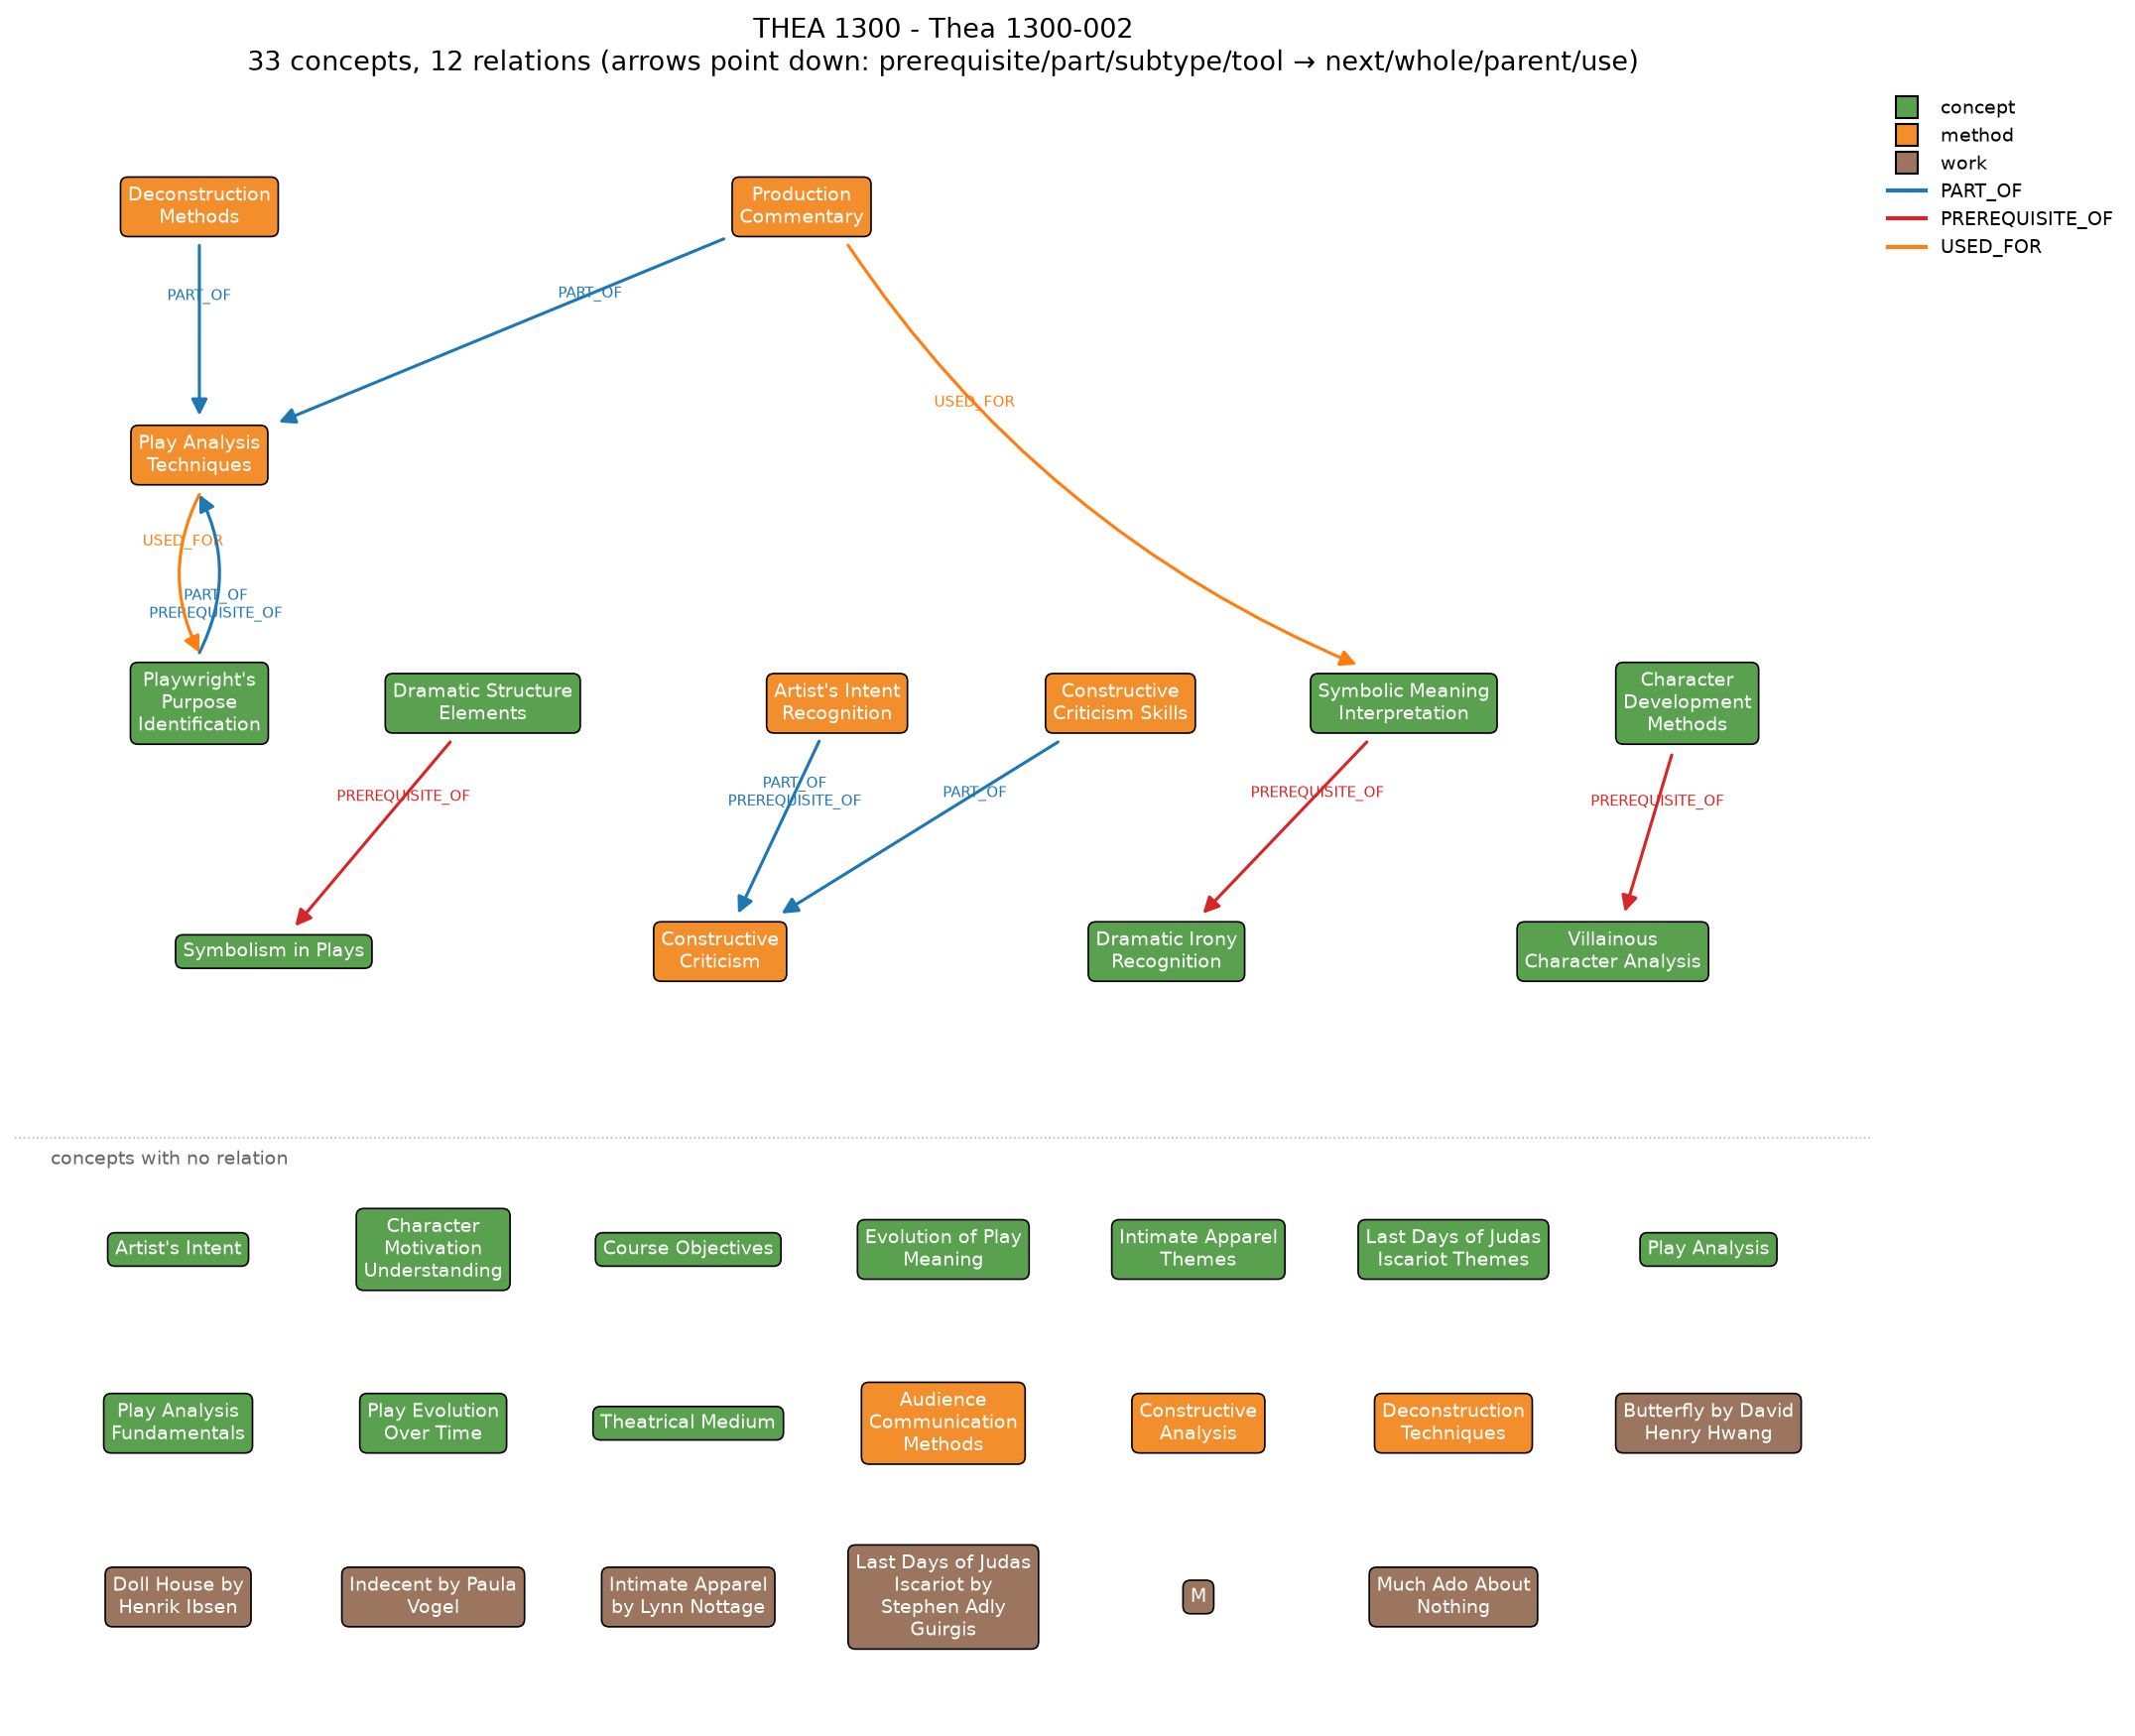 THEA 1300 - Thea 1300-002
33 concepts, 12 relations (arrows point down: prerequisite/part/subtype/tool → next/whole/parent/use)
concept
method
work
PART_OF
PREREQUISITE_OF
USED_FOR
Deconstruction
Methods
Production
Commentary
PART_OF
PART_OF
USED_FOR
Play Analysis
Techniques
USED_FOR
PART_OF
PREREQUISITE_OF
Playwright's
Purpose
Identification
Dramatic Structure
Elements
Artist's Intent
Recognition
Constructive
Criticism Skills
Symbolic Meaning
Interpretation
Character
Development
Methods
PREREQUISITE_OF
PART_OF
PREREQUISITE_OF
PART_OF
PREREQUISITE_OF
PREREQUISITE_OF
Symbolism in Plays
Constructive
Criticism
Dramatic Irony
Recognition
Villainous
Character Analysis
concepts with no relation
Artist's Intent
Character
Motivation
Understanding
Course Objectives
Evolution of Play
Meaning
Intimate Apparel
Themes
Last Days of Judas
Iscariot Themes
Play Analysis
Play Analysis
Fundamentals
Play Evolution
Over Time
Theatrical Medium
Audience
Communication
Methods
Constructive
Analysis
Deconstruction
Techniques
Butterfly by David
Henry Hwang
Doll House by
Henrik Ibsen
Indecent by Paula
Vogel
Intimate Apparel
by Lynn Nottage
Last Days of Judas
Iscariot by
Stephen Adly
Guirgis
M
Much Ado About
Nothing